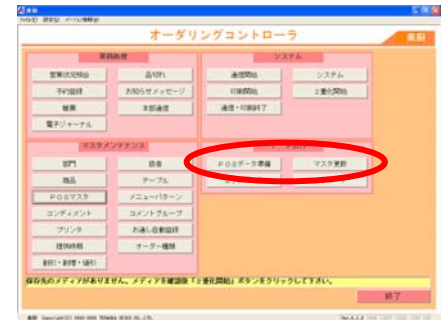 オーダリングコントローラ
業務処理
システム
営業状況照会
品切れ
通信開始
システム
予約登録
お知らせメッセージ
印刷開始
2重化開始
帳票
本部通信
通信・印刷終了
電子ジャーナル
マスタメンテナンス
部門
POSデータ準備
マスタ更新
商品
テーブル
POSマスタ
メニューパターン
コンディメント
コメントグループ
プリンタ
お通し自動登録
提供時間
オーダー種類
割引・割増・値引
保存先のメディアがありません。メディアを確認後「2重化開始」ボタンをクリックして下さい。
終了